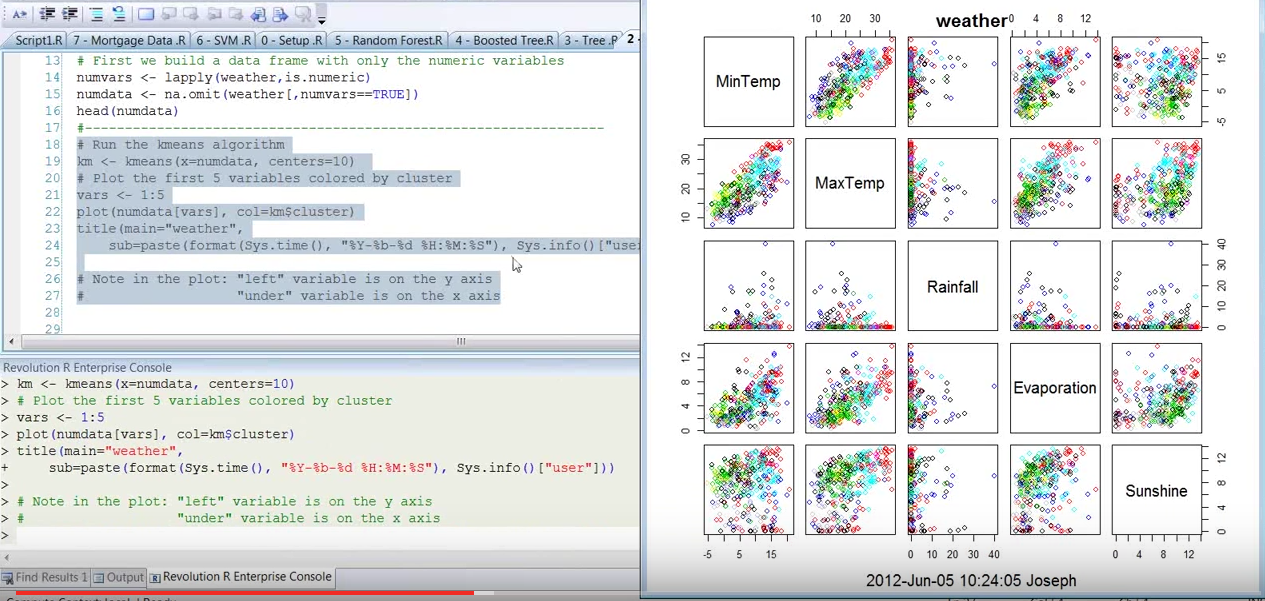 Script1.R 7 - Mortgage Data .R 6 - SVM .R 0 - Setup .R 5 - Random Forest.R 4 - Boosted Tree.R 3 - Tree .R 2 -
13 # First we build a data frame with only the numeric variables
14 numvars <- lapply(weather,is.numeric)
15 numdata <- na.omit(weather[,numvars==TRUE])
16 head(numdata)
17 #----------------------------------------------------------------
18 # Run the kmeans algorithm
19 km <- kmeans(x=numdata, centers=10)
20 # Plot the first 5 variables colored by cluster
21 vars <- 1:5
22 plot(numdata[vars], col=km$cluster)
23 title(main="weather",
24 sub=paste(format(Sys.time(), "%Y-%b-%d %H:%M:%S"), Sys.info()["user
25
26 # Note in the plot: "left" variable is on the y axis
27 # "under" variable is on the x axis
28
29
Revolution R Enterprise Console
> km <- kmeans(x=numdata, centers=10)
> # Plot the first 5 variables colored by cluster
> vars <- 1:5
> plot(numdata[vars], col=km$cluster)
> title(main="weather",
+ sub=paste(format(Sys.time(), "%Y-%b-%d %H:%M:%S"), Sys.info()["user"]))
>
> # Note in the plot: "left" variable is on the y axis
> # "under" variable is on the x axis
>
Find Results 1 Output Revolution R Enterprise Console
weather
10 20 30 0 4 8 12
MinTemp
-5 5 15
MaxTemp
10 20 30
Rainfall
0 10 20 30 40
Evaporation
0 4 8 12
Sunshine
0 4 6 8 12
-5 5 15 0 10 20 30 40 0 4 8 12
2012-Jun-05 10:24:05 Joseph